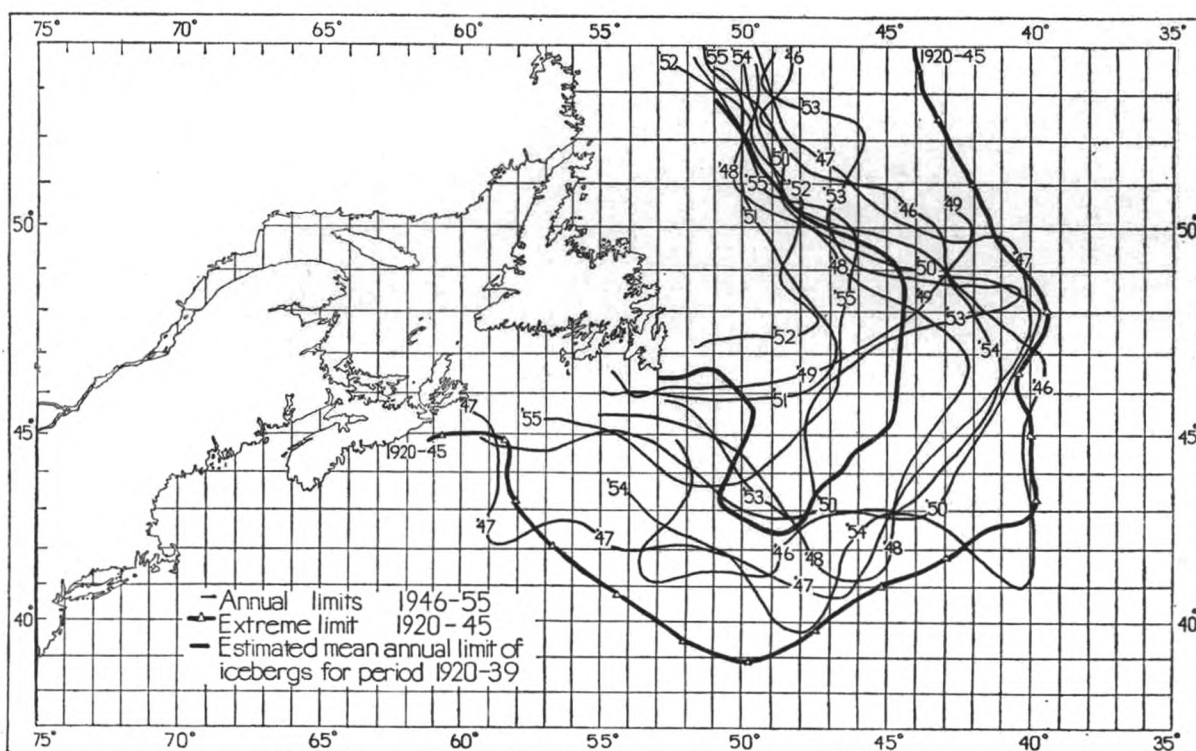 75° 70° 65° 60° 55° 50° 45° 40° 35°
'52 '55 '54 '46 1920-45
'53
'50 '47
'48 '55 '52 '53 '46 '49
50° '51 50°
'48 '50 '47
'55 '49
'53
'52 '54
'49 '46
'51
'47
'55
45° 1920-45 45°
'54 '53 '50 '50
'47 '47 '54
'46 '48 '48
'47
Annual limits 1946-55
40° Extreme limit 1920-45 40°
Estimated mean annual limit of
icebergs for period 1920-39
75° 70° 65° 60° 55° 50° 45° 40° 35°